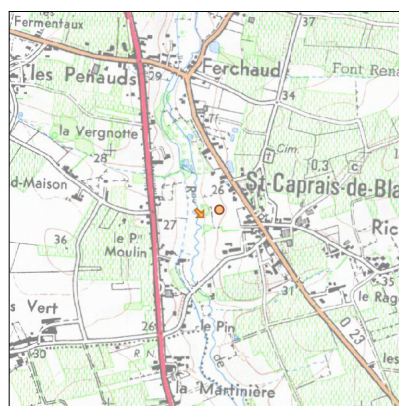 Fermentaux
37
les Penauds
29
Ferchaud
Font Rena
34
la Vergnotte
28
Cim.
0,3
St-Caprais-de-Bla
d-Maison
26
36
27
le Pt
Moulin
Ric
35
31
le Rag
s Vert
26
le Pin
D 23
30
R N
de
les
la Martinière